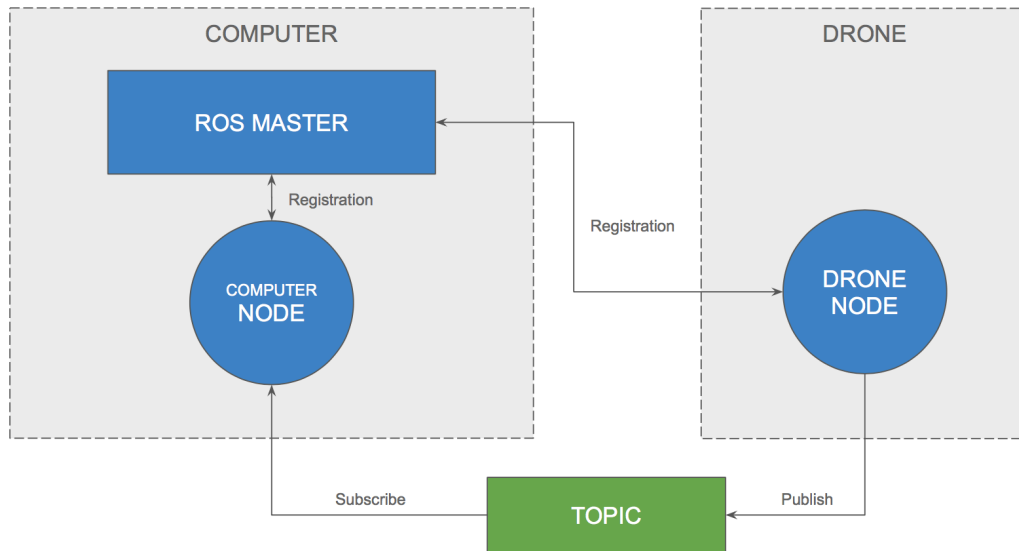 COMPUTER
DRONE
ROS MASTER
Registration
Registration
COMPUTER
NODE
DRONE
NODE
Subscribe
TOPIC
Publish